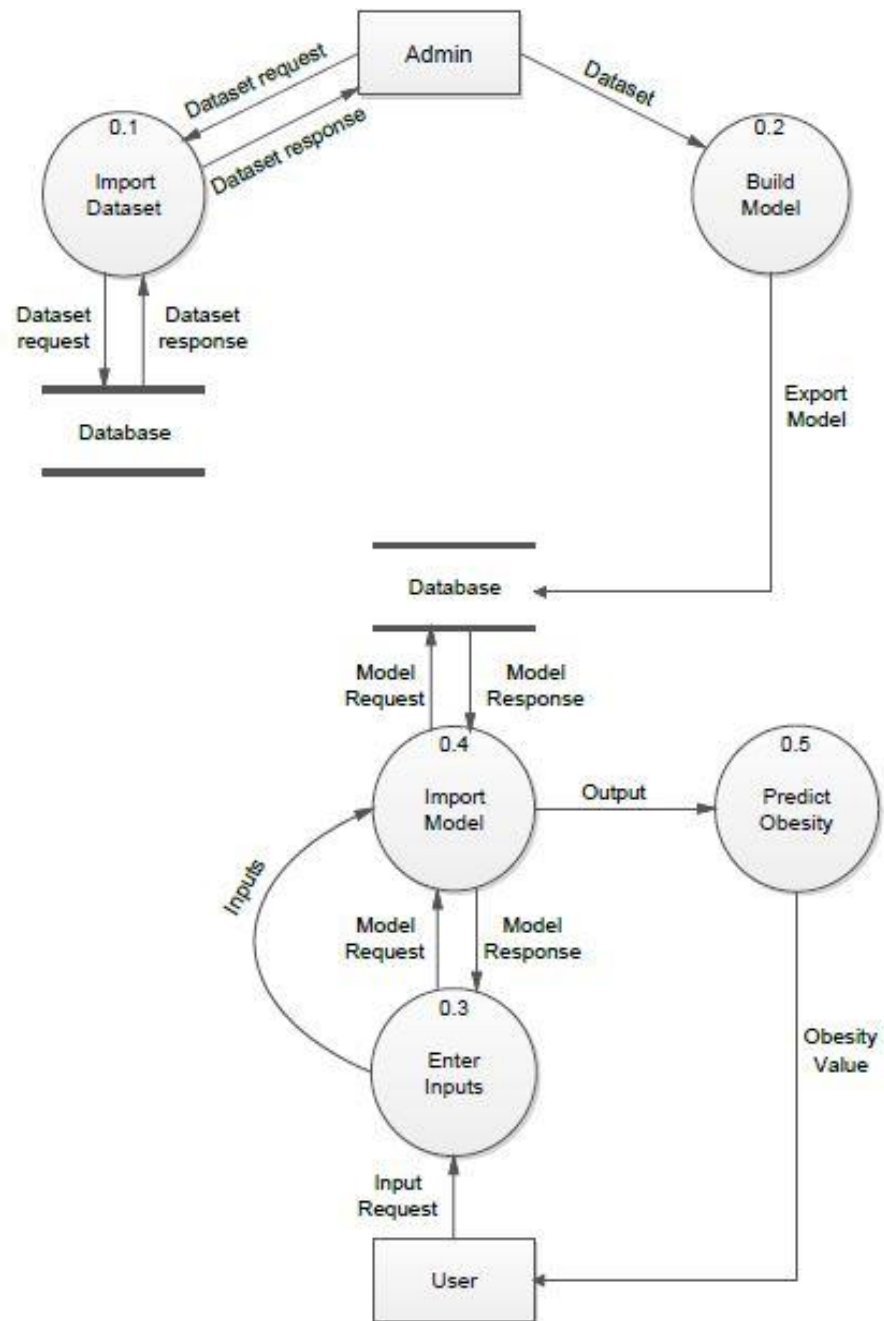 Admin
Dataset request
Dataset response
Dataset
0.1
Import
Dataset
0.2
Build
Model
Dataset
request
Dataset
response
Database
Export
Model
Database
Model
Request
Model
Response
0.4
Import
Model
Output
0.5
Predict
Obesity
Inputs
Model
Request
Model
Response
0.3
Enter
Inputs
Obesity
Value
Input
Request
User